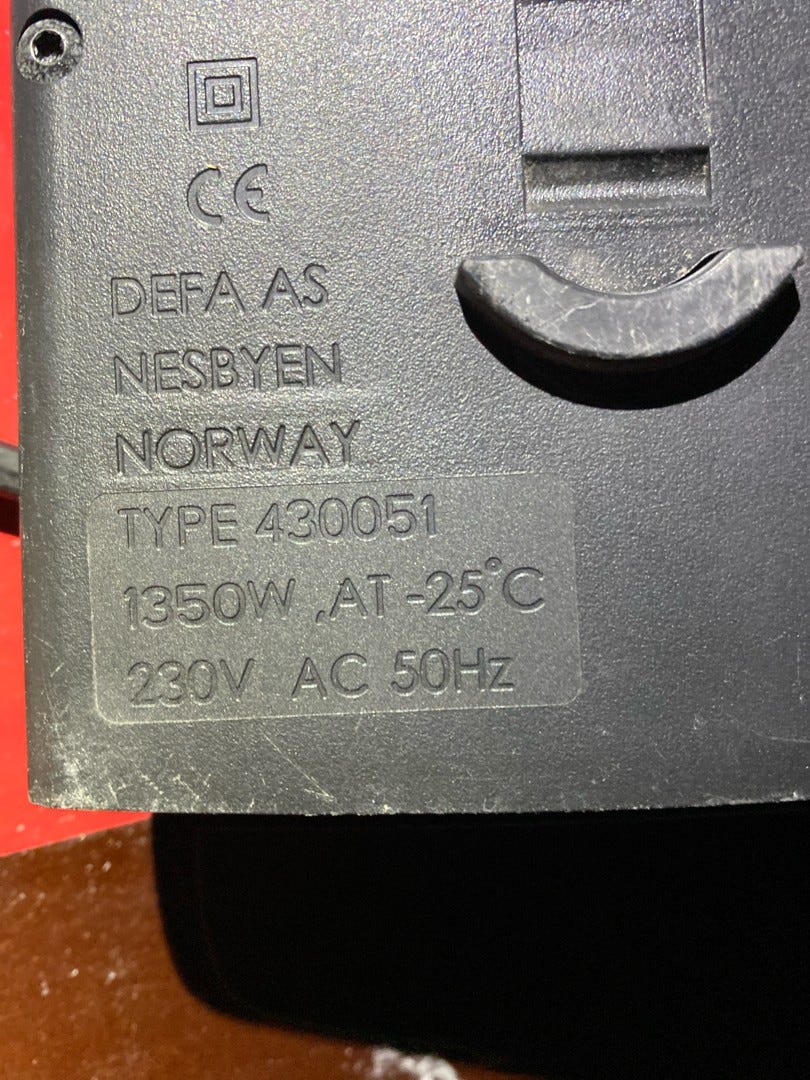 CE
DEFA AS
NESBYEN
NORWAY
TYPE 430051
1350W ,AT -25°C
230V AC 50Hz